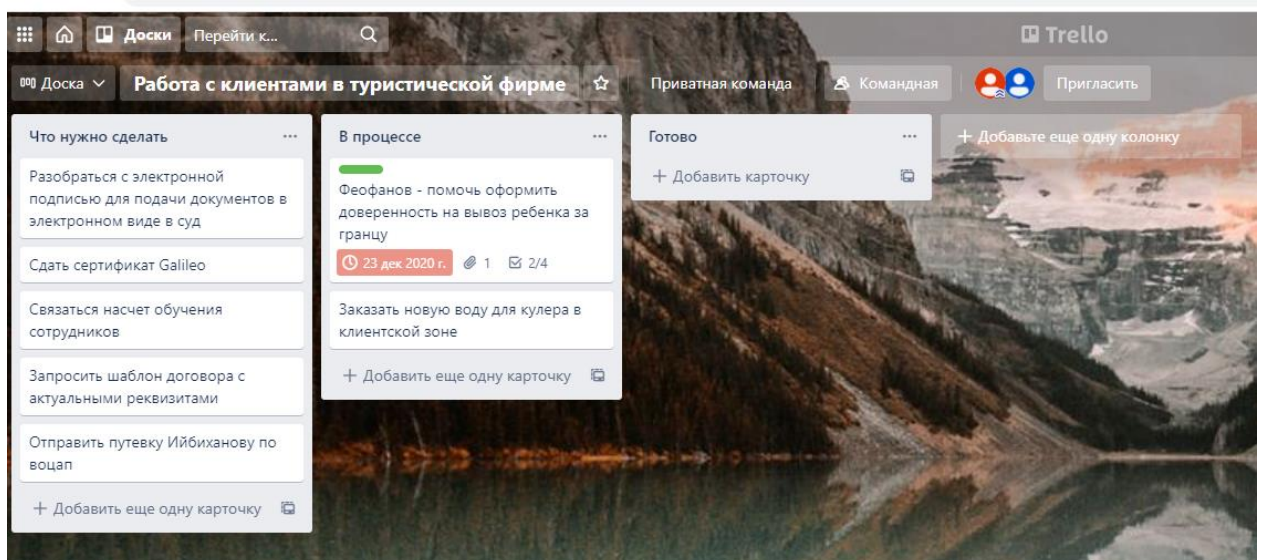 Доски
Перейти к...
Trello
Доска
Работа с клиентами в туристической фирме
Приватная команда
Командная
Пригласить
Что нужно сделать
Разобраться с электронной
подписью для подачи документов в
электронном виде в суд
Сдать сертификат Galileo
Связаться насчет обучения
сотрудников
Запросить шаблон договора с
актуальными реквизитами
Отправить путевку Ийбиханову по
воцап
+ Добавить еще одну карточку
В процессе
Феофанов - помочь оформить
доверенность на вывоз ребенка за
гранцу
23 дек 2020 г. 1 2/4
Заказать новую воду для кулера в
клиентской зоне
+ Добавить еще одну карточку
Готово
+ Добавить карточку
+ Добавьте еще одну колонку